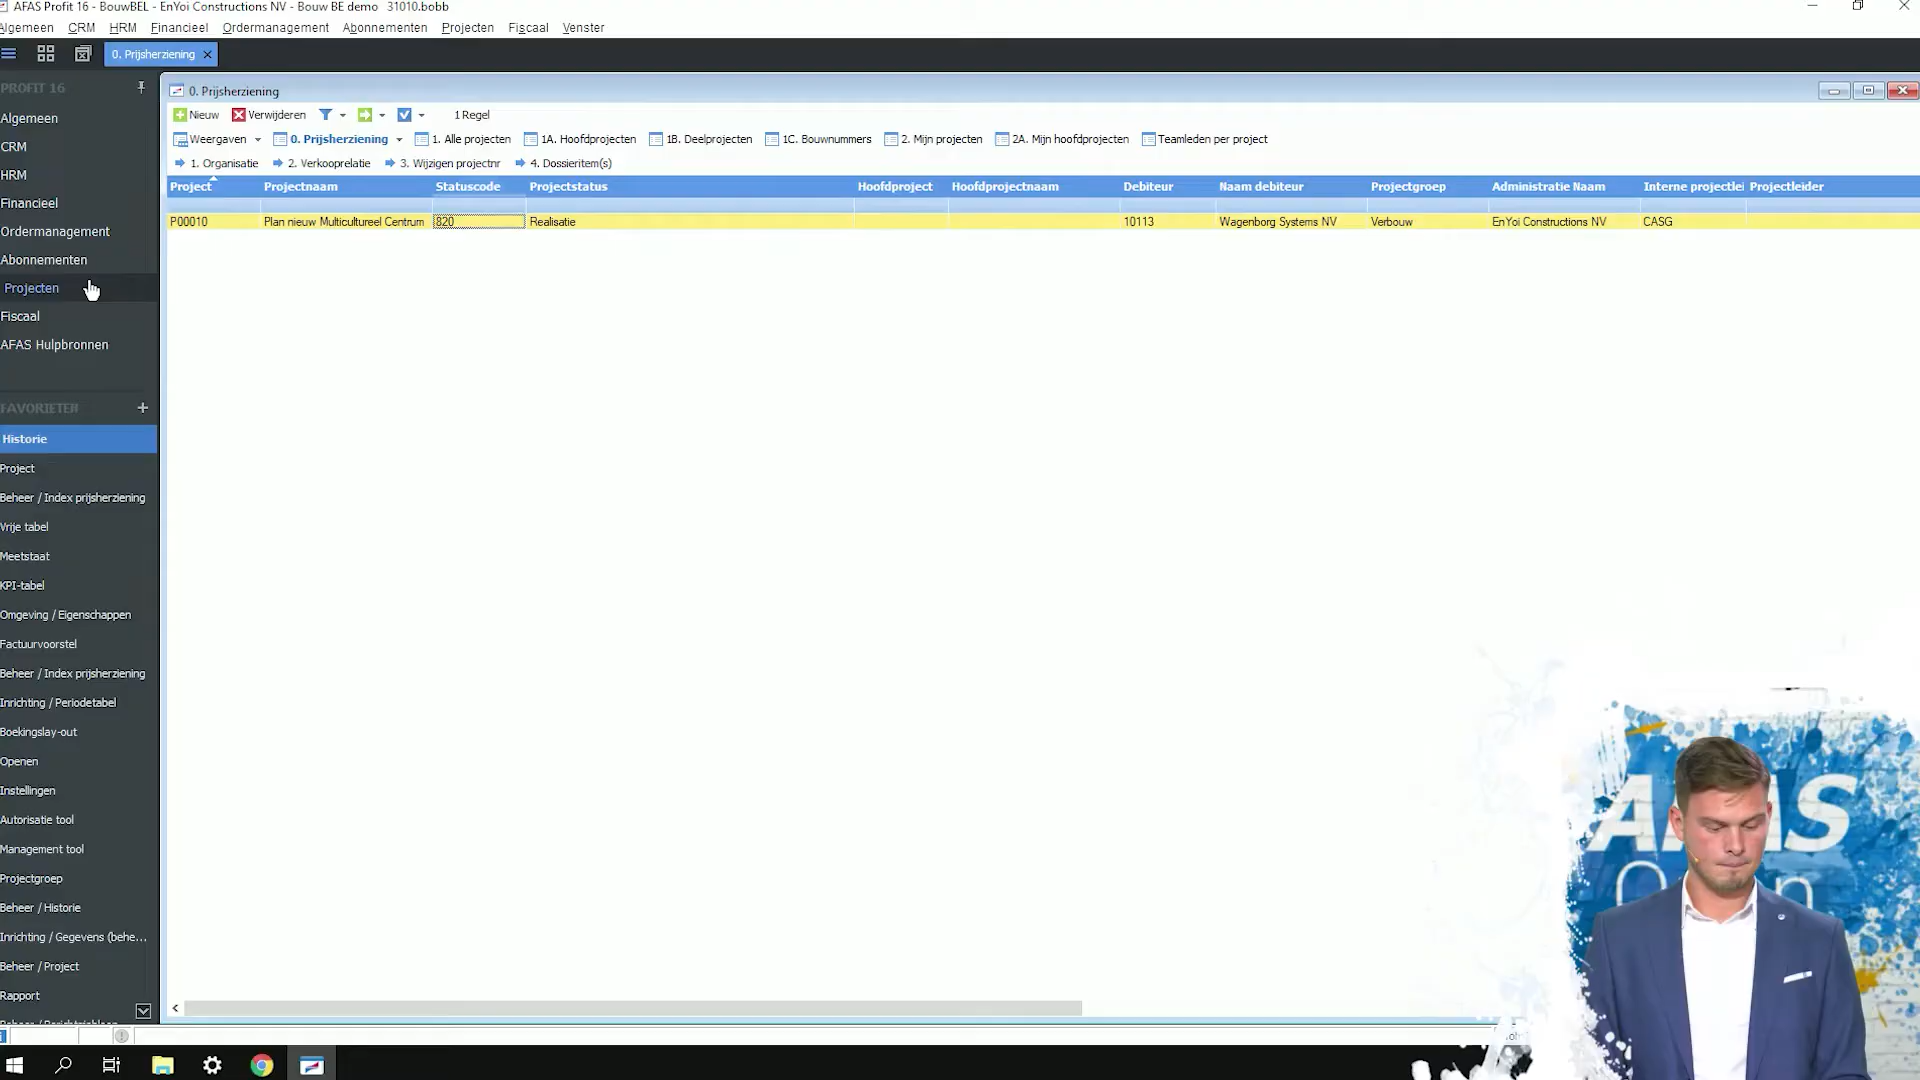 AFAS Profit 16 - BouwBEL - EnYoi Constructions NV - Bouw BE demo 31010.bobb
Algemeen CRM HRM Financieel Ordermanagement Abonnementen Projecten Fiscaal Venster
0. Prijsherziening
PROFIT 16
Algemeen
CRM
HRM
Financieel
Ordermanagement
Abonnementen
Projecten
Fiscaal
AFAS Hulpbronnen
FAVORIETEN
Historie
Project
Beheer / Index prijsherziening
Vrije tabel
Meetstaat
KPI-tabel
Omgeving / Eigenschappen
Factuurvoorstel
Beheer / Index prijsherziening
Inrichting / Periodetabel
Boekingslay-out
Openen
Instellingen
Autorisatie tool
Management tool
Projectgroep
Beheer / Historie
Inrichting / Gegevens (behe...
Beheer / Project
Rapport
0. Prijsherziening
Nieuw Verwijderen 1 Regel
Weergaven 0. Prijsherziening 1. Alle projecten 1A. Hoofdprojecten 1B. Deelprojecten 1C. Bouwnummers 2. Mijn projecten 2A. Mijn hoofdprojecten Teamleden per project
1. Organisatie 2. Verkooprelatie 3. Wijzigen projectnr 4. Dossieritem(s)
Project Projectnaam Statuscode Projectstatus Hoofdproject Hoofdprojectnaam Debiteur Naam debiteur Projectgroep Administratie Naam Interne projectlei Projectleider
P00010 Plan nieuw Multicultureel Centrum 820 Realisatie 10113 Wagenborg Systems NV Verbouw EnYoi Constructions NV CASG